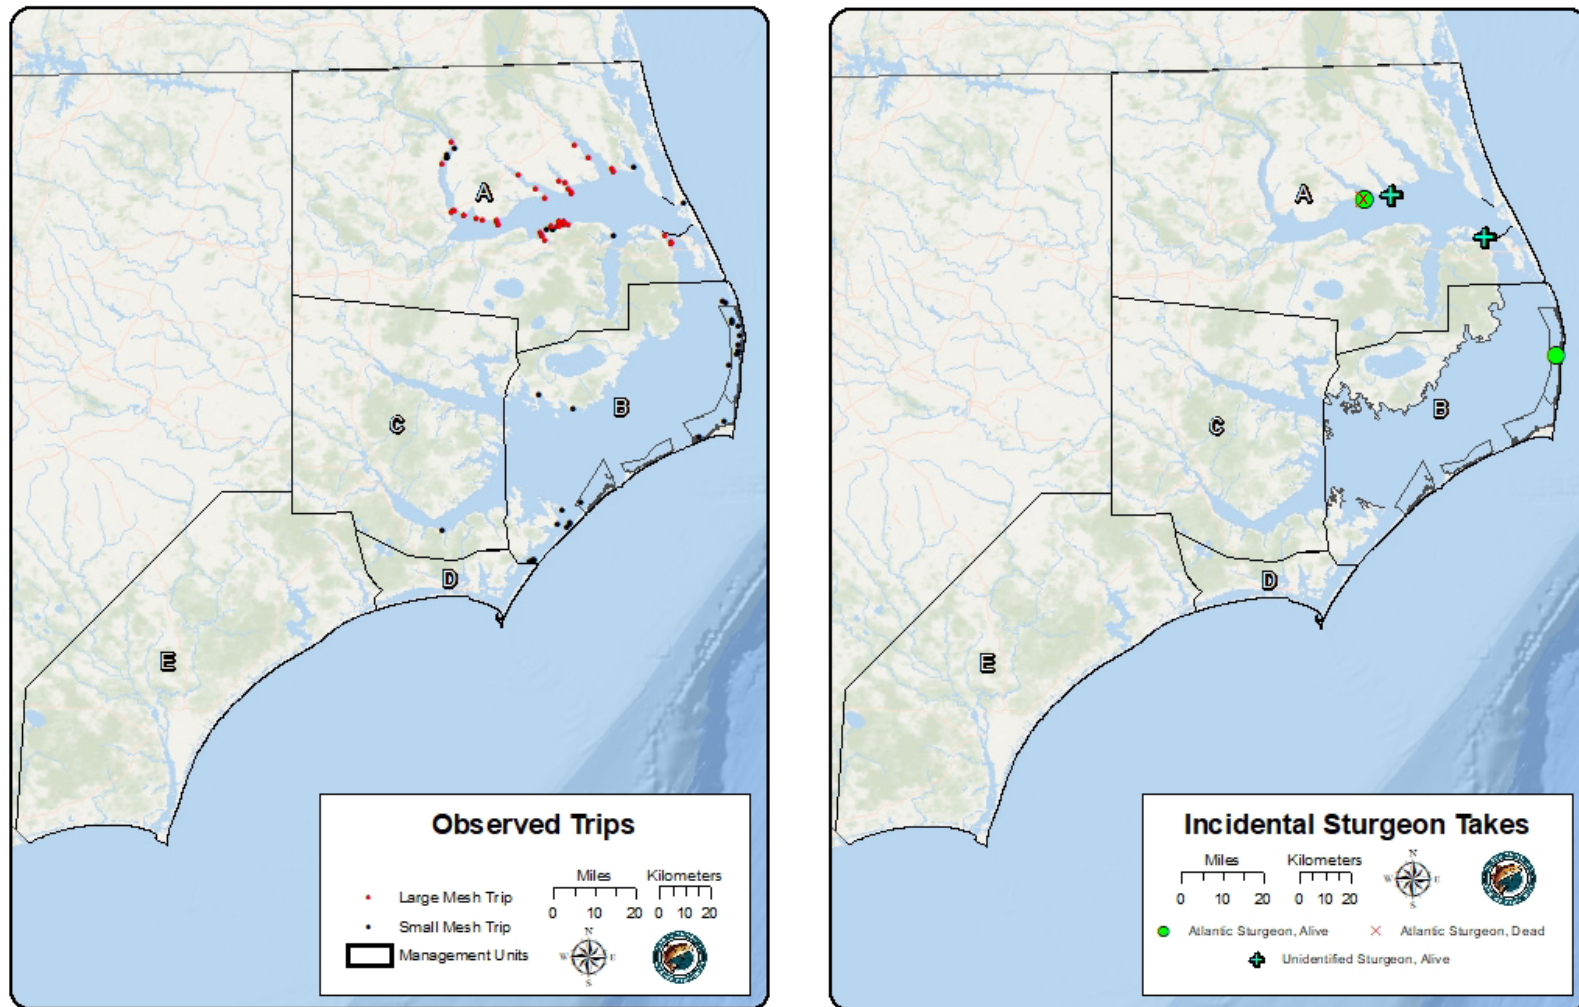 A
B
C
D
E
Observed Trips
Miles Kilometers
0 10 20 0 10 20
Large Mesh Trip
Small Mesh Trip
Management Units
N
W E
S
A
B
C
D
E
Incidental Sturgeon Takes
Miles Kilometers
0 10 20 0 10 20
N
W E
S
Atlantic Sturgeon, Alive Atlantic Sturgeon, Dead
Unidentified Sturgeon, Alive